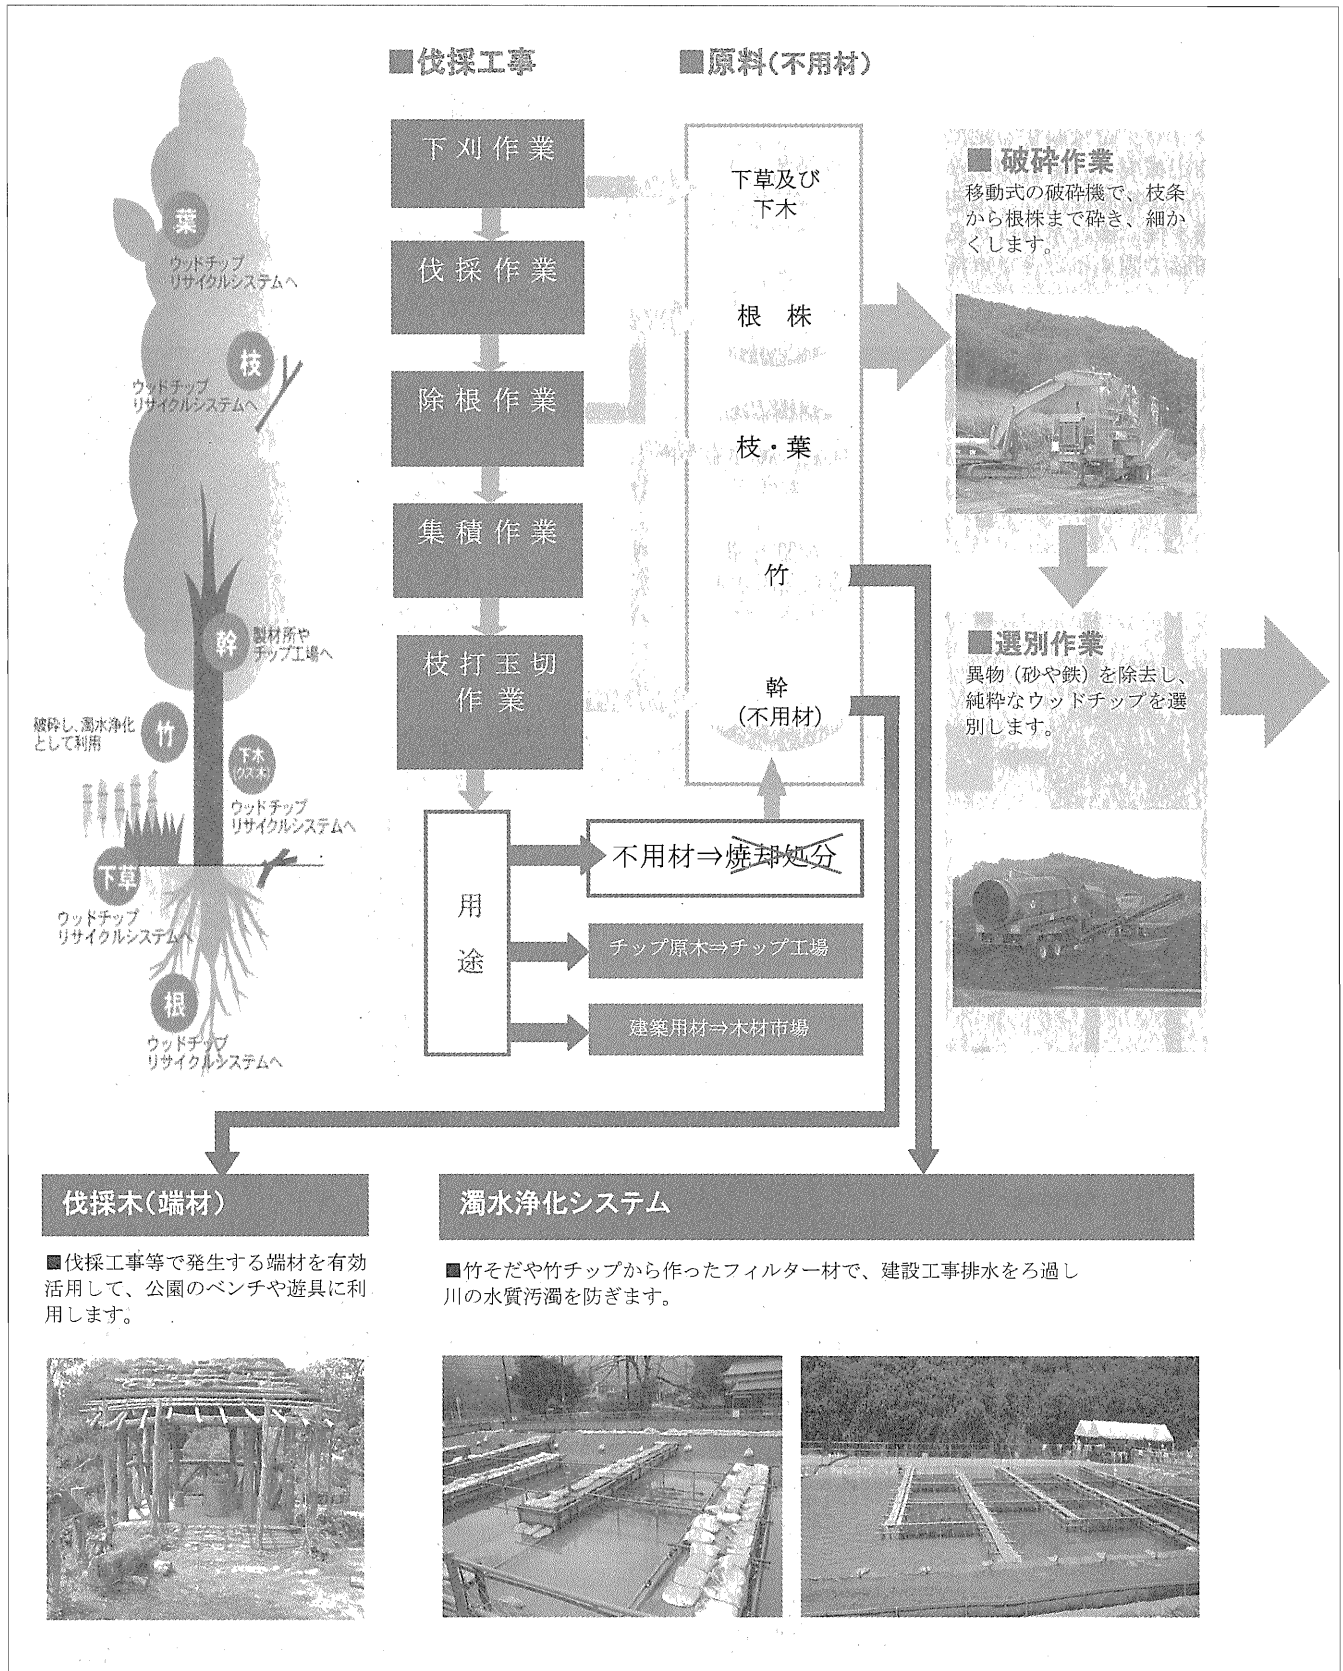 ■伐採工事
下刈作業
伐採作業
除根作業
集積作業
枝打玉切
作業
用
途
不用材⇒焼却処分
チップ原木⇒チップ工場
建築用材⇒木材市場
■原料(不用材)
下草及び
下木
根株
枝・葉
竹
幹
(不用材)
■破砕作業
移動式の破砕機で、枝条
から根株まで砕き、細か
くします。
■選別作業
異物(砂や鉄)を除去し、
純粋なウッドチップを選
別します。
葉
ウッドチップ
リサイクルシステムへ
枝
ウッドチップ
リサイクルシステムへ
幹
製材所や
チップ工場へ
竹
破砕し、濁水浄化
として利用
下木
(クズ木)
ウッドチップ
リサイクルシステムへ
下草
ウッドチップ
リサイクルシステムへ
根
ウッドチップ
リサイクルシステムへ
伐採木(端材)
■伐採工事等で発生する端材を有効
活用して、公園のベンチや遊具に利
用します。
濁水浄化システム
■竹そだや竹チップから作ったフィルター材で、建設工事排水をろ過し
川の水質汚濁を防ぎます。